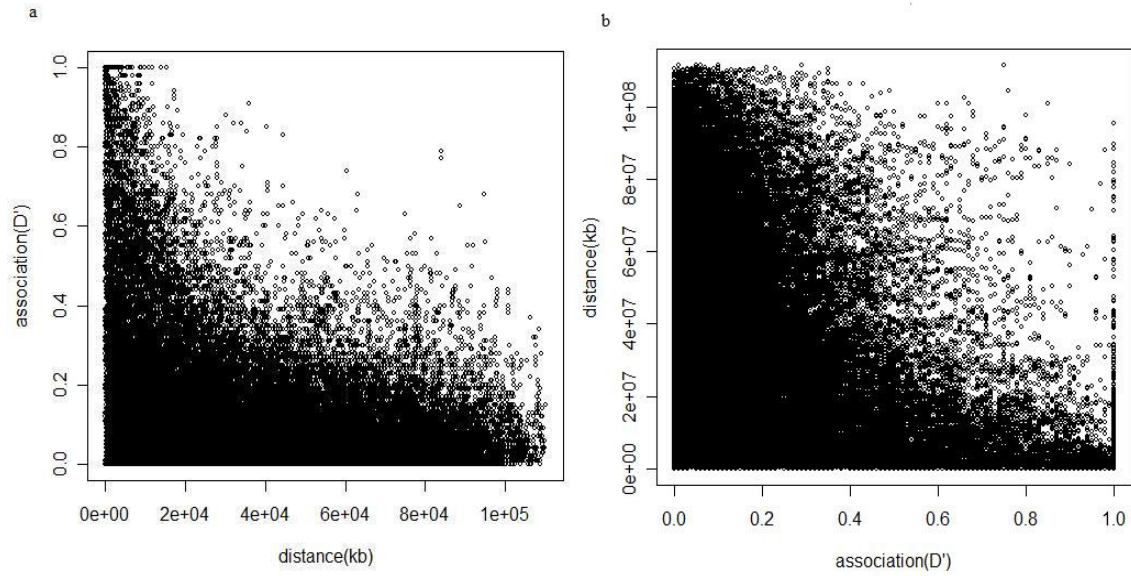 a
association(D')
1.0
0.8
0.6
0.4
0.2
0.0
0e+00 2e+04 4e+04 6e+04 8e+04 1e+05
distance(kb)
b
distance(kb)
1e+08
8e+07
6e+07
4e+07
2e+07
0e+00
0.0 0.2 0.4 0.6 0.8 1.0
association(D')